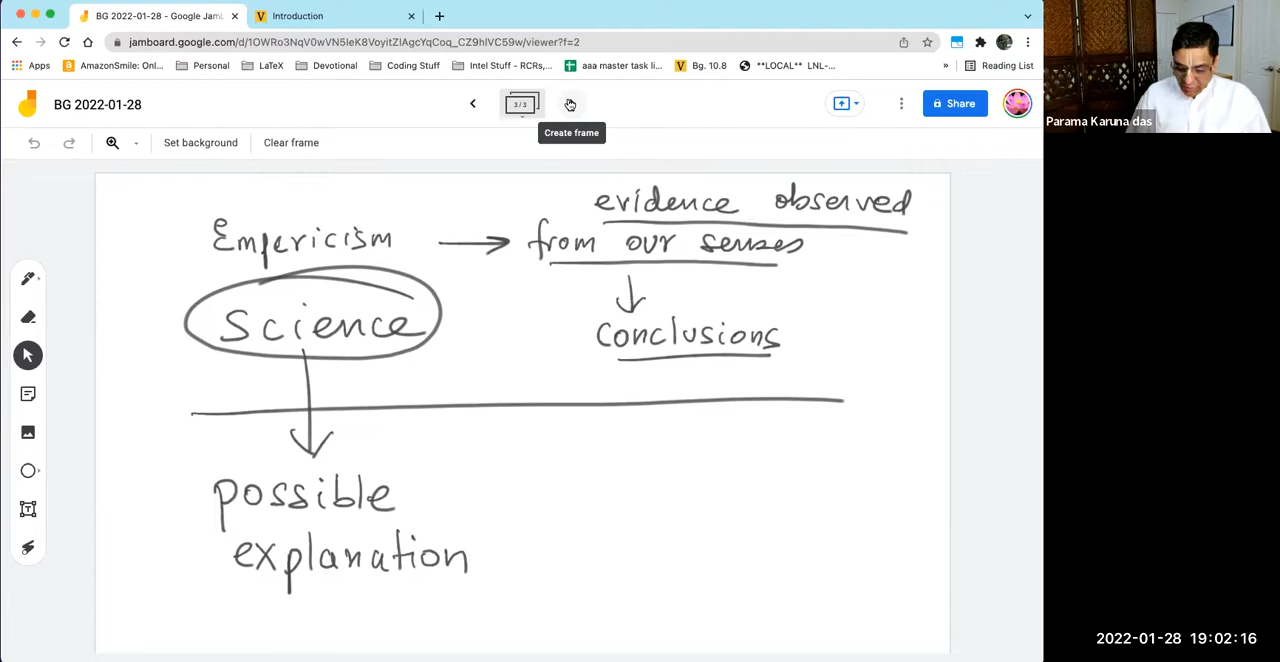 BG 2022-01-28 - Google Jam
Introduction
jamboard.google.com/d/1OWRo3NqV0wVN5leK8VoyitZlAgcYqCoq_CZ9hlVC59w/viewer?f=2
Apps AmazonSmile: Onl... Personal LaTeX Devotional Coding Stuff Intel Stuff - RCRs,... aaa master task li... Bg. 10.8 **LOCAL** LNL-... » Reading List
BG 2022-01-28
3 / 3
Share
Create frame
Parama Karuna das
Set background
Clear frame
evidence observed
Empericism → from our senses
↓
Science
Conclusions
possible
explanation
2022-01-28 19:02:16